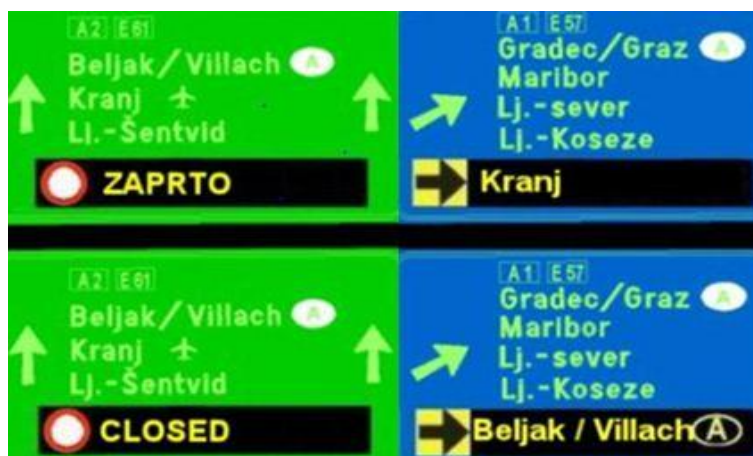 A2 E61
Beljak/Villach A
Kranj
Lj.-Šentvid
ZAPRTO
A1 E57
Gradec/Graz A
Maribor
Lj.-sever
Lj.-Koseze
Kranj
A2 E61
Beljak/Villach A
Kranj
Lj.-Šentvid
CLOSED
A1 E57
Gradec/Graz A
Maribor
Lj.-sever
Lj.-Koseze
Beljak / Villach A